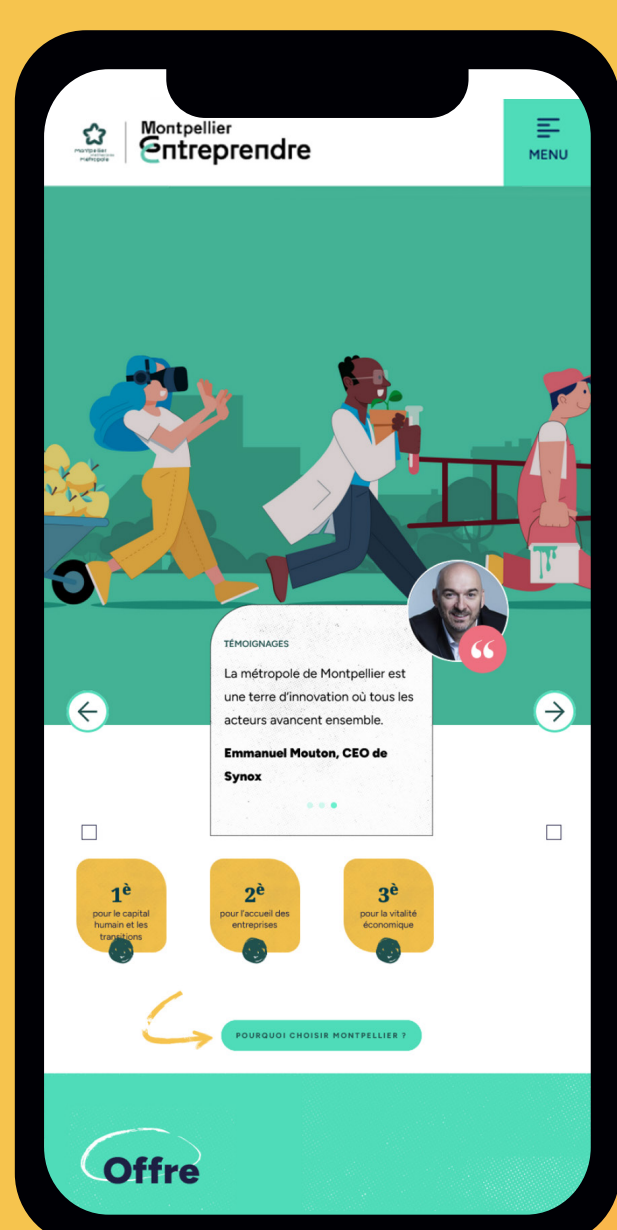 montpellier
métropole
Montpellier
Entreprendre
MENU
TÉMOIGNAGES
La métropole de Montpellier est
une terre d'innovation où tous les
acteurs avancent ensemble.
Emmanuel Mouton, CEO de
Synox
1è
pour le capital
humain et les
transitions
2è
pour l'accueil des
entreprises
3è
pour la vitalité
économique
POURQUOI CHOISIR MONTPELLIER ?
Offre